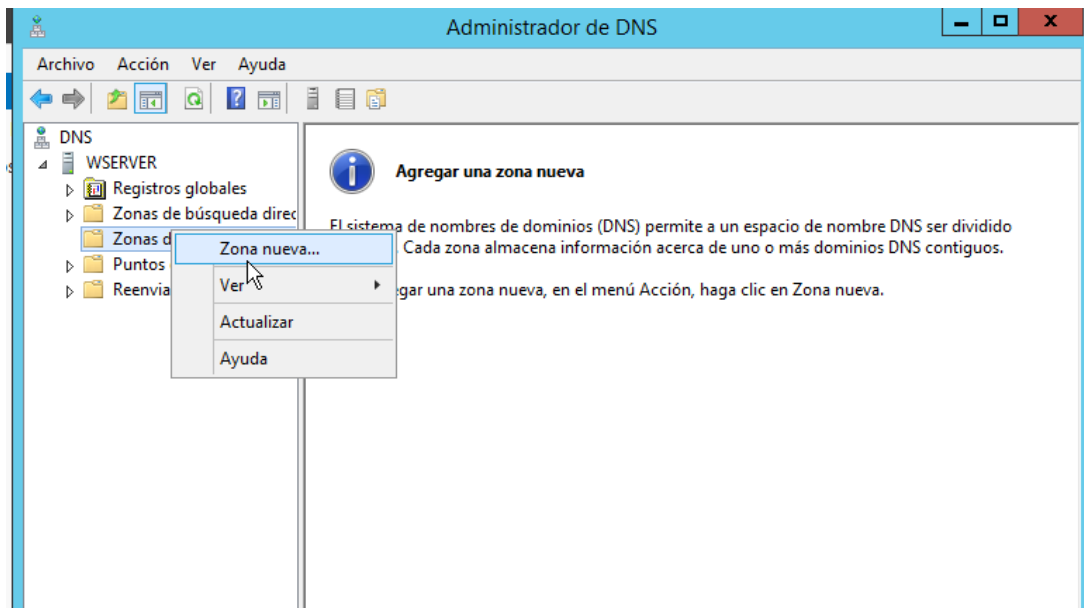 Administrador de DNS
Archivo Acción Ver Ayuda
DNS
WSERVER
Registros globales
Zonas de búsqueda direc
Zonas d
Puntos
Reenvia
Zona nueva...
Ver
Actualizar
Ayuda
Agregar una zona nueva
El sistema de nombres de dominios (DNS) permite a un espacio de nombre DNS ser dividido
. Cada zona almacena información acerca de uno o más dominios DNS contiguos.
egar una zona nueva, en el menú Acción, haga clic en Zona nueva.